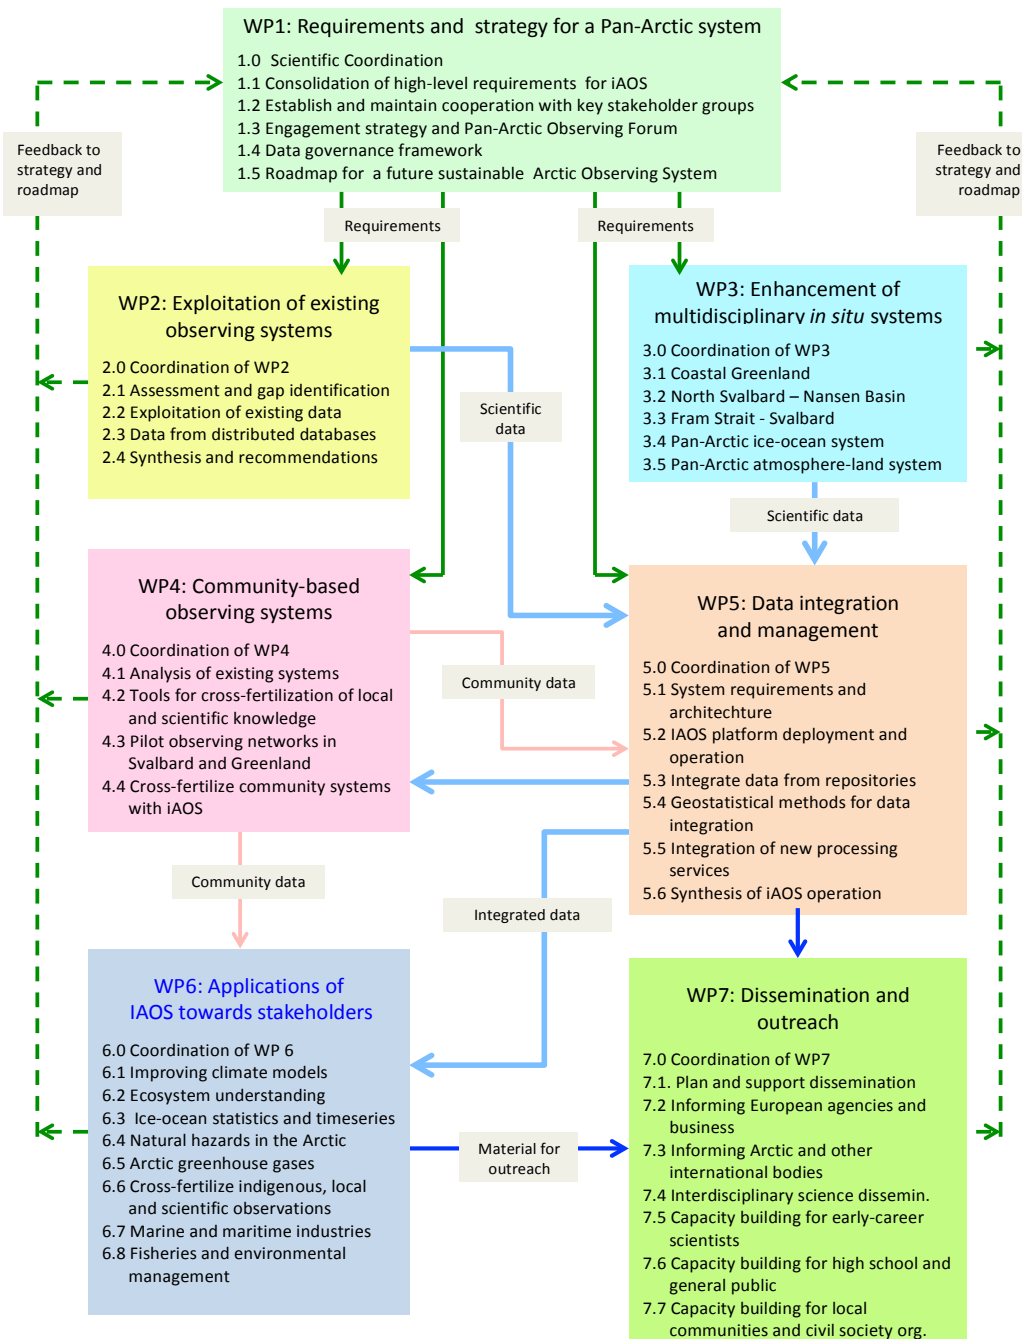 WP1: Requirements and strategy for a Pan-Arctic system
1.0 Scientific Coordination
1.1 Consolidation of high-level requirements for iAOS
1.2 Establish and maintain cooperation with key stakeholder groups
1.3 Engagement strategy and Pan-Arctic Observing Forum
1.4 Data governance framework
1.5 Roadmap for a future sustainable Arctic Observing System
Feedback to
strategy and
roadmap
Feedback to
strategy and
roadmap
Requirements
Requirements
WP2: Exploitation of existing
observing systems
2.0 Coordination of WP2
2.1 Assessment and gap identification
2.2 Exploitation of existing data
2.3 Data from distributed databases
2.4 Synthesis and recommendations
WP3: Enhancement of
multidisciplinary in situ systems
3.0 Coordination of WP3
3.1 Coastal Greenland
3.2 North Svalbard – Nansen Basin
3.3 Fram Strait - Svalbard
3.4 Pan-Arctic ice-ocean system
3.5 Pan-Arctic atmosphere-land system
Scientific
data
Scientific data
WP4: Community-based
observing systems
4.0 Coordination of WP4
4.1 Analysis of existing systems
4.2 Tools for cross-fertilization of local
and scientific knowledge
4.3 Pilot observing networks in
Svalbard and Greenland
4.4 Cross-fertilize community systems
with iAOS
Community data
WP5: Data integration
and management
5.0 Coordination of WP5
5.1 System requirements and
architechture
5.2 IAOS platform deployment and
operation
5.3 Integrate data from repositories
5.4 Geostatistical methods for data
integration
5.5 Integration of new processing
services
5.6 Synthesis of iAOS operation
Community data
Integrated data
WP6: Applications of
IAOS towards stakeholders
6.0 Coordination of WP 6
6.1 Improving climate models
6.2 Ecosystem understanding
6.3 Ice-ocean statistics and timeseries
6.4 Natural hazards in the Arctic
6.5 Arctic greenhouse gases
6.6 Cross-fertilize indigenous, local
and scientific observations
6.7 Marine and maritime industries
6.8 Fisheries and environmental
management
Material for
outreach
WP7: Dissemination and
outreach
7.0 Coordination of WP7
7.1. Plan and support dissemination
7.2 Informing European agencies and
business
7.3 Informing Arctic and other
international bodies
7.4 Interdisciplinary science dissemin.
7.5 Capacity building for early-career
scientists
7.6 Capacity building for high school and
general public
7.7 Capacity building for local
communities and civil society org.